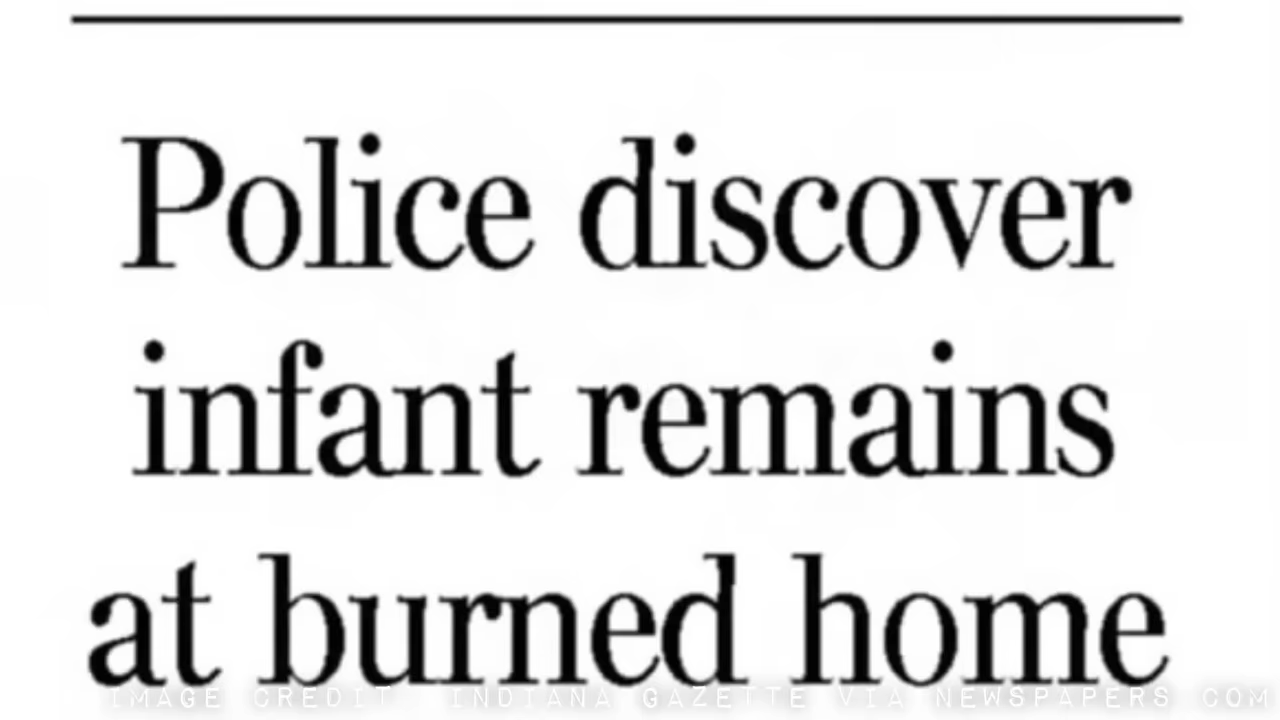 Police discover
infant remains
at burned home
IMAGE CREDIT: INDIANA GAZETTE VIA NEWSPAPERS.COM